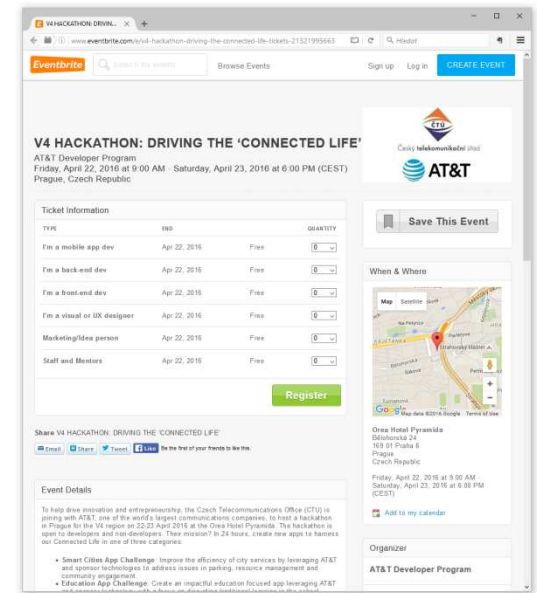 V4 HACKATHON: DRIVIN...
www.eventbrite.com/e/v4-hackathon-driving-the-connected-life-tickets-21321995663
Hledat
Eventbrite
Browse Events
Sign up
Log in
CREATE EVENT
V4 HACKATHON: DRIVING THE 'CONNECTED LIFE'
AT&T Developer Program
Friday, April 22, 2016 at 9:00 AM - Saturday, April 23, 2016 at 6:00 PM (CEST)
Prague, Czech Republic
ČTÚ
Český telekomunikační úřad
AT&T
Ticket Information
TYPE END QUANTITY
I'm a mobile app dev Apr 22, 2016 Free 0
I'm a back-end dev Apr 22, 2016 Free 0
I'm a front-end dev Apr 22, 2016 Free 0
I'm a visual or UX designer Apr 22, 2016 Free 0
Marketing/Idea person Apr 22, 2016 Free 0
Staff and Mentors Apr 22, 2016 Free 0
Register
Share V4 HACKATHON: DRIVING THE 'CONNECTED LIFE'
Email Share Tweet Like Be the first of your friends to like this.
Event Details
To help drive innovation and entrepreneurship, the Czech Telecommunications Office (CTU) is
joining with AT&T, one of the world's largest communications companies, to host a hackathon
in Prague for the V4 region on 22-23 April 2016 at the Orea Hotel Pyramida. The hackathon is
open to developers and non-developers. Their mission? In 24 hours, create new apps to harness
our Connected Life in one of three categories:
Smart Cities App Challenge: Improve the efficiency of city services by leveraging AT&T
and sponsor technologies to address issues in parking, resource management and
community engagement.
Education App Challenge: Create an impactful education focused app leveraging AT&T
Save This Event
When & Where
Map Satellite
Google Map data ©2016 Google Terms of Use
Orea Hotel Pyramida
Bělohorská 24
169 01 Praha 6
Prague
Czech Republic
Friday, April 22, 2016 at 9:00 AM -
Saturday, April 23, 2016 at 6:00 PM
(CEST)
Add to my calendar
Organizer
AT&T Developer Program